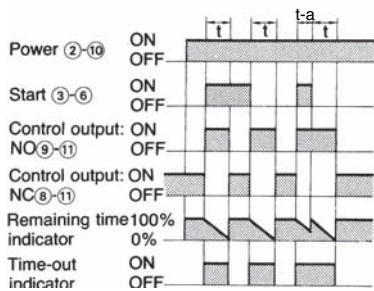 t t t-a t
Power ②-⑩ ON
OFF
Start ③-⑥ ON
OFF
Control output: ON
NO⑨-⑪ OFF
Control output: ON
NC⑧-⑪ OFF
Remaining time 100%
indicator 0%
Time-out ON
indicator OFF